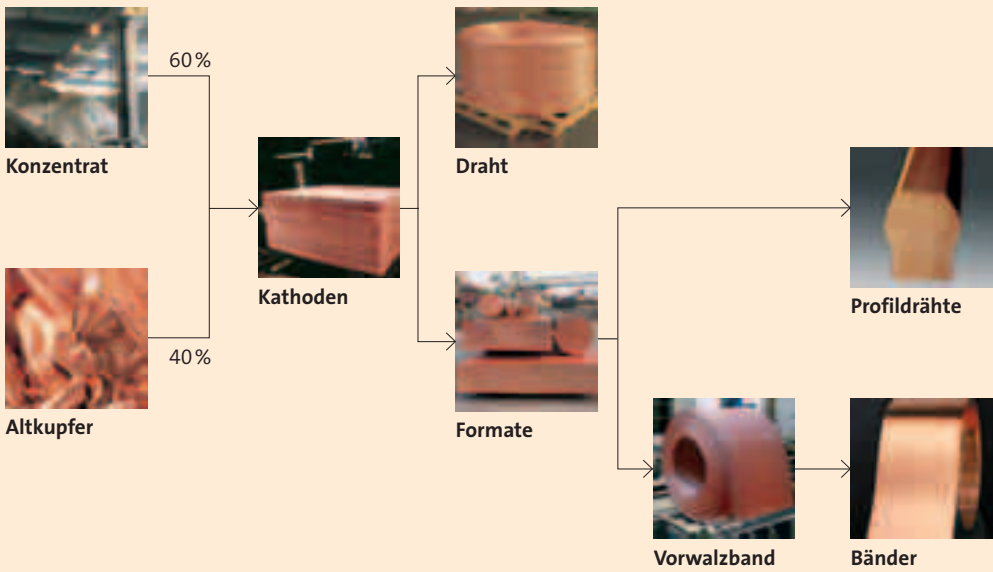 60 %
Konzentrat
Draht
Kathoden
Profildrähte
40 %
Altkupfer
Formate
Vorwalzband
Bänder